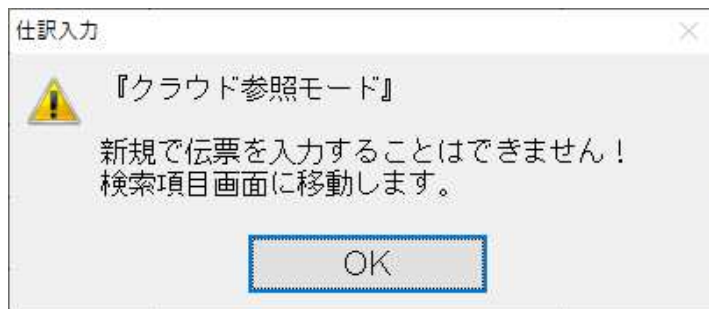 仕訳入力
『クラウド参照モード』
新規で伝票を入力することはできません！
検索項目画面に移動します。
OK